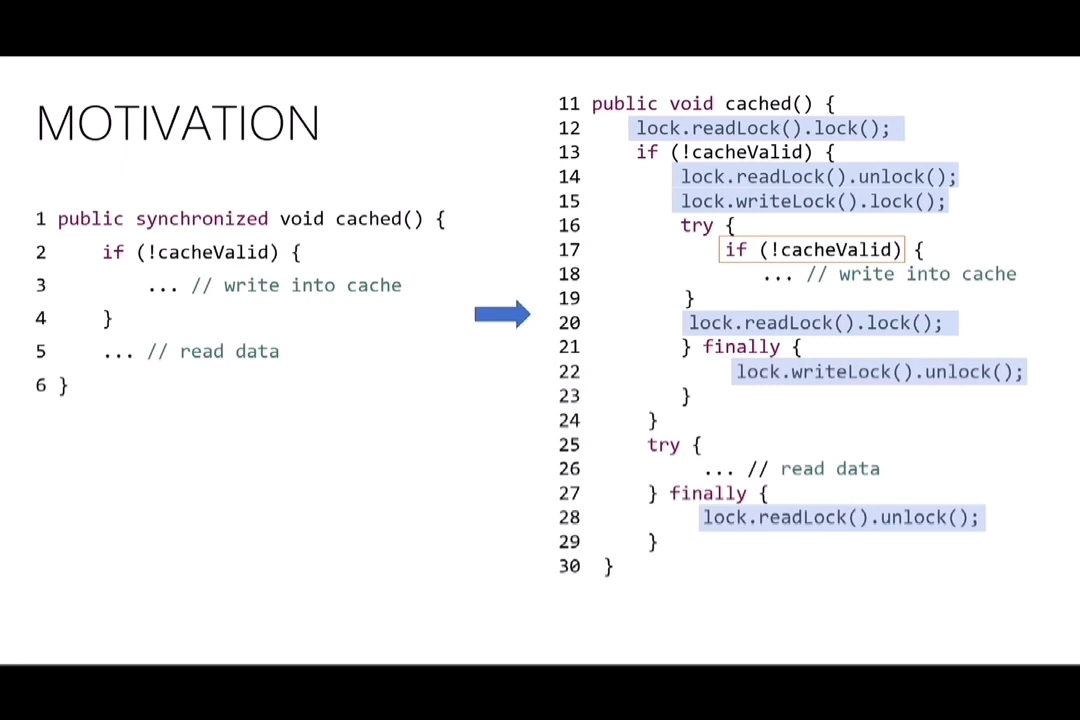 MOTIVATION
1 public synchronized void cached() {
2 if (!cacheValid) {
3 ... // write into cache
4 }
5 ... // read data
6 }
11 public void cached() {
12 lock.readLock().lock();
13 if (!cacheValid) {
14 lock.readLock().unlock();
15 lock.writeLock().lock();
16 try {
17 if (!cacheValid) {
18 ... // write into cache
19 }
20 lock.readLock().lock();
21 } finally {
22 lock.writeLock().unlock();
23 }
24 }
25 try {
26 ... // read data
27 } finally {
28 lock.readLock().unlock();
29 }
30 }